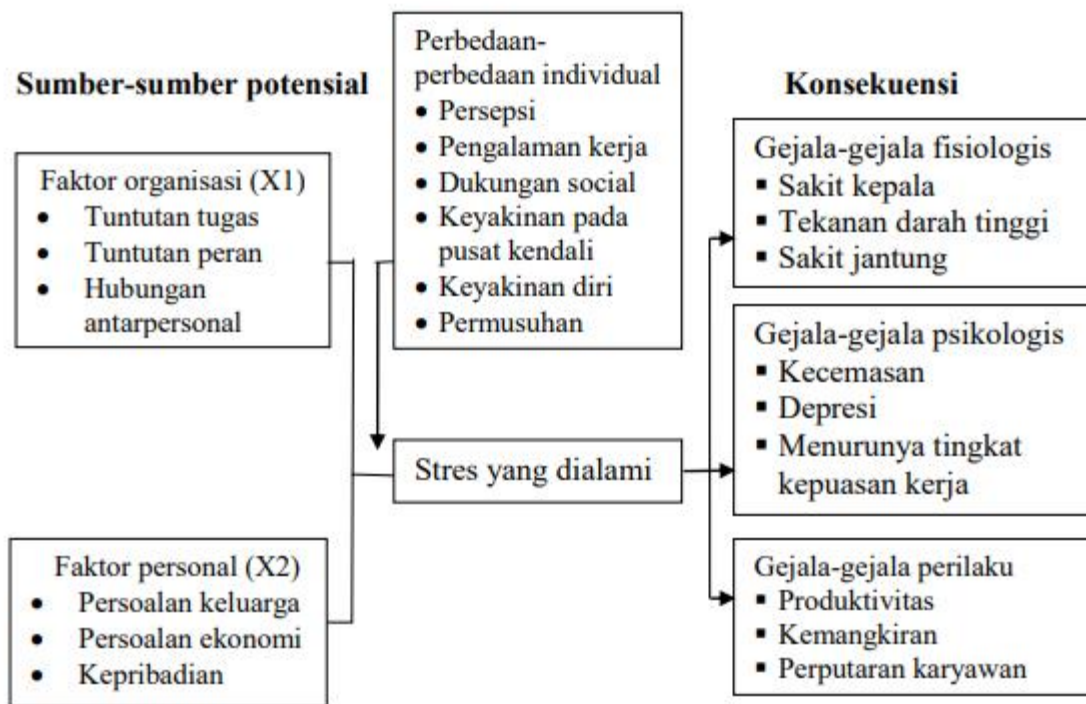 Sumber-sumber potensial
Faktor organisasi (X1)
• Tuntutan tugas
• Tuntutan peran
• Hubungan
antarpersonal
Faktor personal (X2)
• Persoalan keluarga
• Persoalan ekonomi
• Kepribadian
Perbedaan-
perbedaan individual
• Persepsi
• Pengalaman kerja
• Dukungan social
• Keyakinan pada
pusat kendali
• Keyakinan diri
• Permusuhan
Stres yang dialami
Konsekuensi
Gejala-gejala fisiologis
▪ Sakit kepala
▪ Tekanan darah tinggi
▪ Sakit jantung
Gejala-gejala psikologis
▪ Kecemasan
▪ Depresi
▪ Menurunya tingkat
kepuasan kerja
Gejala-gejala perilaku
▪ Produktivitas
▪ Kemangkiran
▪ Perputaran karyawan